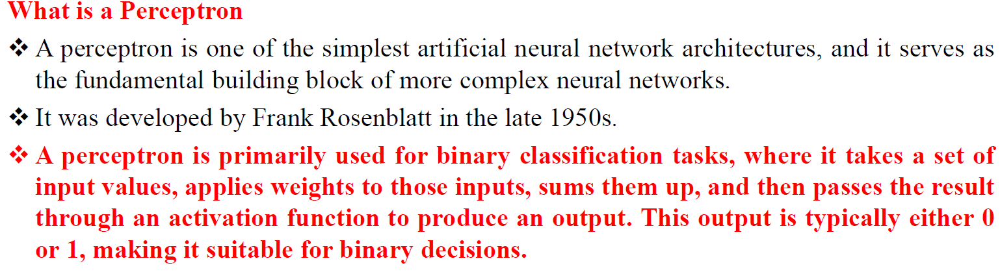 What is a Perceptron
❖ A perceptron is one of the simplest artificial neural network architectures, and it serves as
the fundamental building block of more complex neural networks.
❖ It was developed by Frank Rosenblatt in the late 1950s.
❖ A perceptron is primarily used for binary classification tasks, where it takes a set of
input values, applies weights to those inputs, sums them up, and then passes the result
through an activation function to produce an output. This output is typically either 0
or 1, making it suitable for binary decisions.